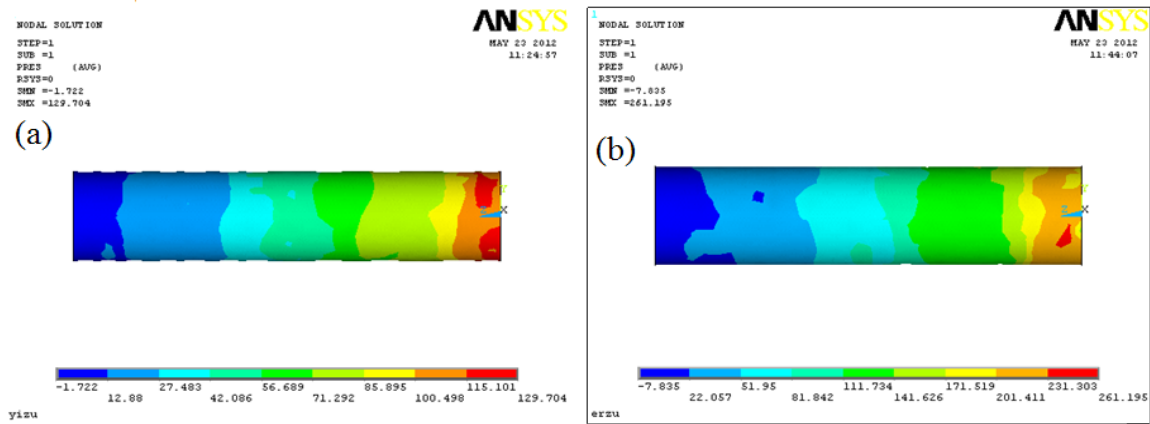 (a)
NODAL SOLUTION
STEP=1
SUB =1
PRES (AVG)
RSYS=0
SMN =-1.722
SMX =129.704
ANSYS
MAY 23 2012
11:24:57
Y
Z X
-1.722 27.483 56.689 85.895 115.101
12.88 42.086 71.292 100.498 129.704
yizu
1
(b)
NODAL SOLUTION
STEP=1
SUB =1
PRES (AVG)
RSYS=0
SMN =-7.835
SMX =261.195
ANSYS
MAY 23 2012
11:44:07
Y
Z X
-7.835 51.95 111.734 171.519 231.303
22.057 81.842 141.626 201.411 261.195
erzu